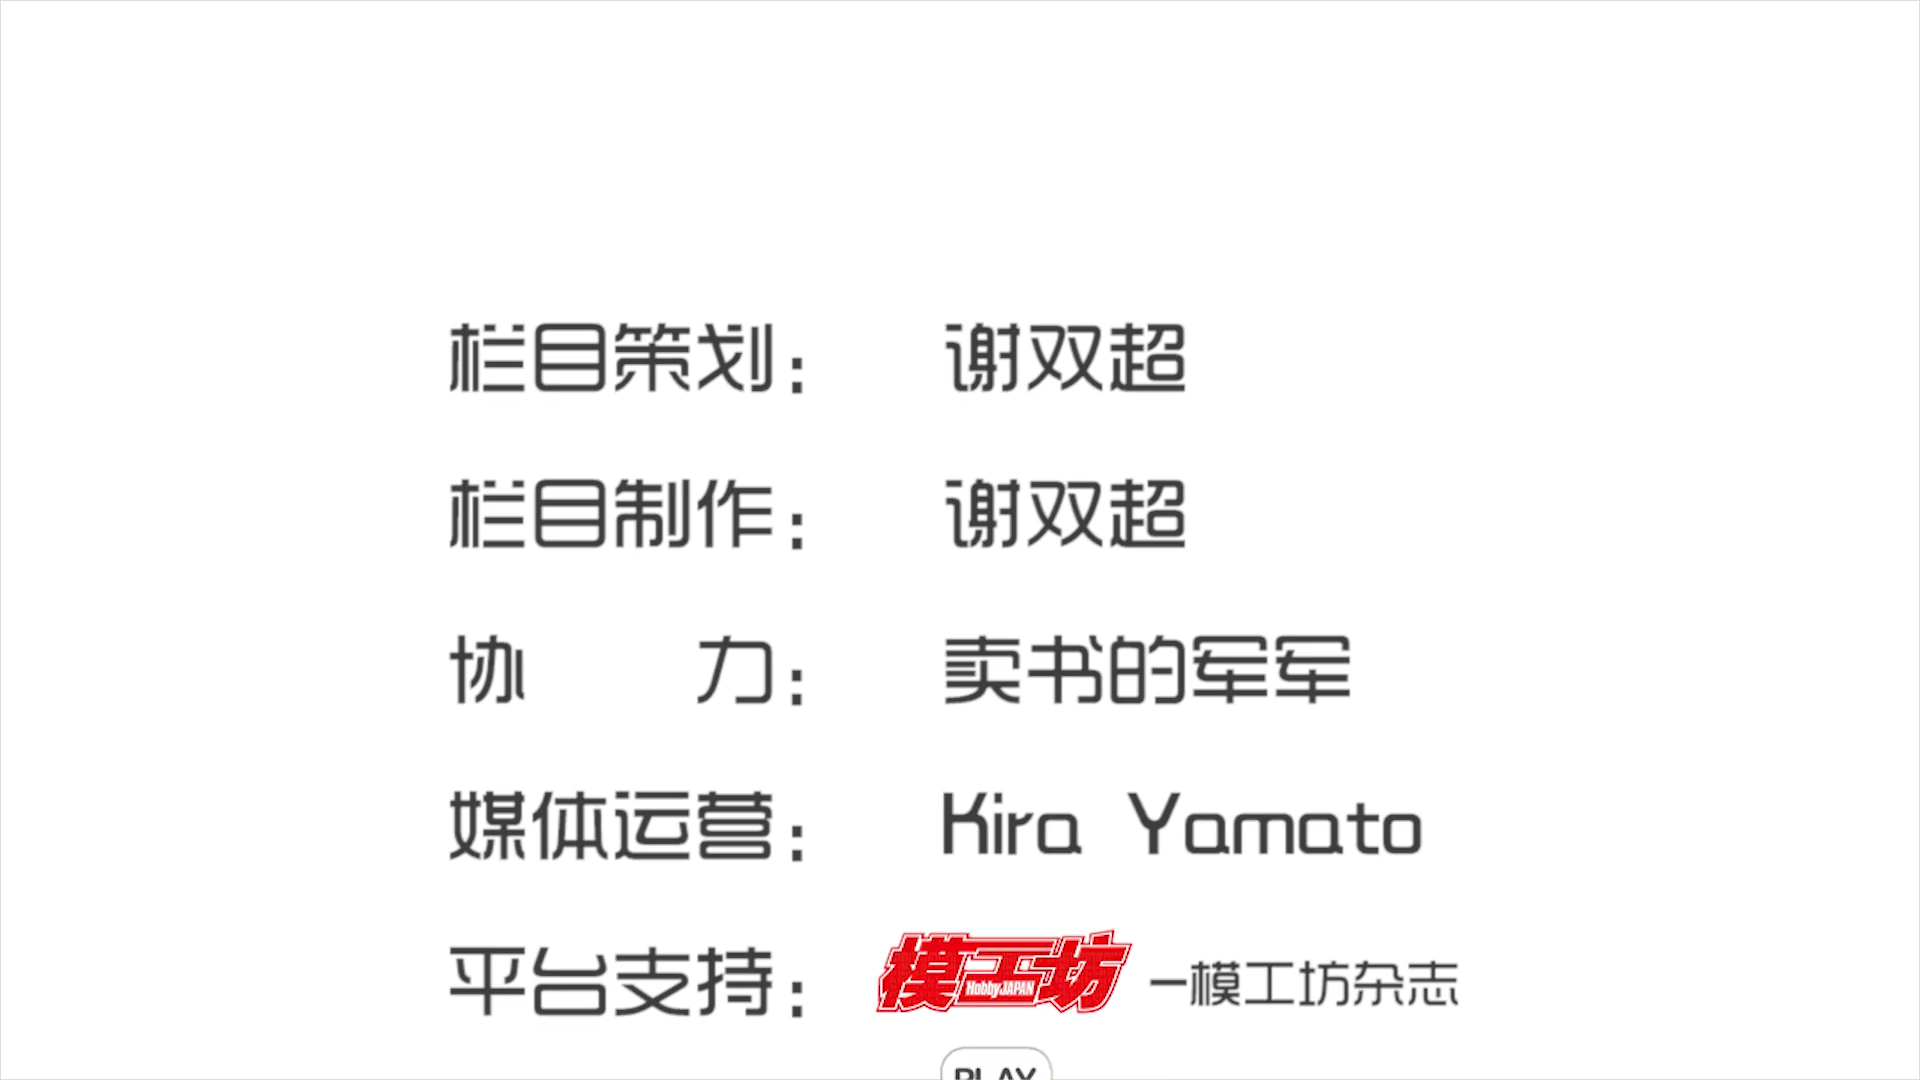 栏目策划： 谢双超
栏目制作： 谢双超
协 力： 卖书的军军
媒体运营： Kira Yamato
平台支持： 模工坊 HobbyJAPAN —模工坊杂志
PLAY